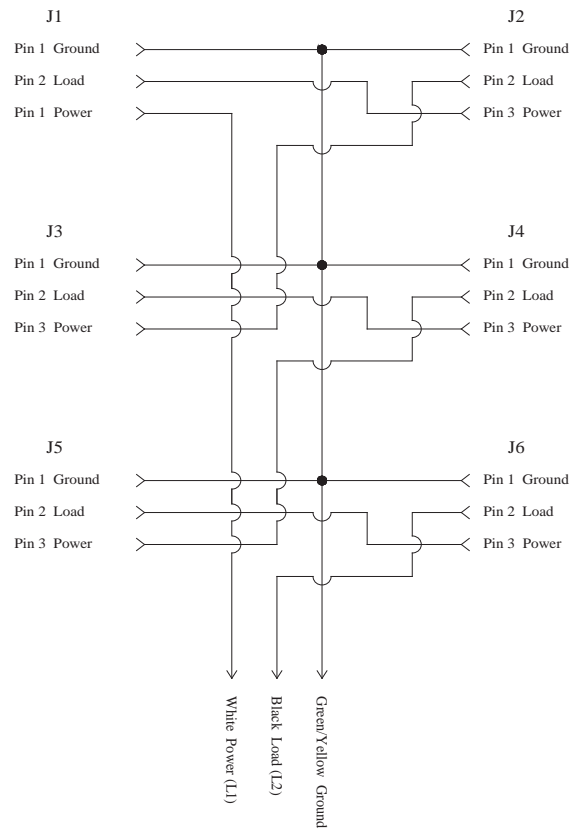 J1
J2
Pin 1 Ground
Pin 1 Ground
Pin 2 Load
Pin 2 Load
Pin 1 Power
Pin 3 Power
J3
J4
Pin 1 Ground
Pin 1 Ground
Pin 2 Load
Pin 2 Load
Pin 3 Power
Pin 3 Power
J5
J6
Pin 1 Ground
Pin 1 Ground
Pin 2 Load
Pin 2 Load
Pin 3 Power
Pin 3 Power
White Power (L1)
Black Load (L2)
Green/Yellow Ground